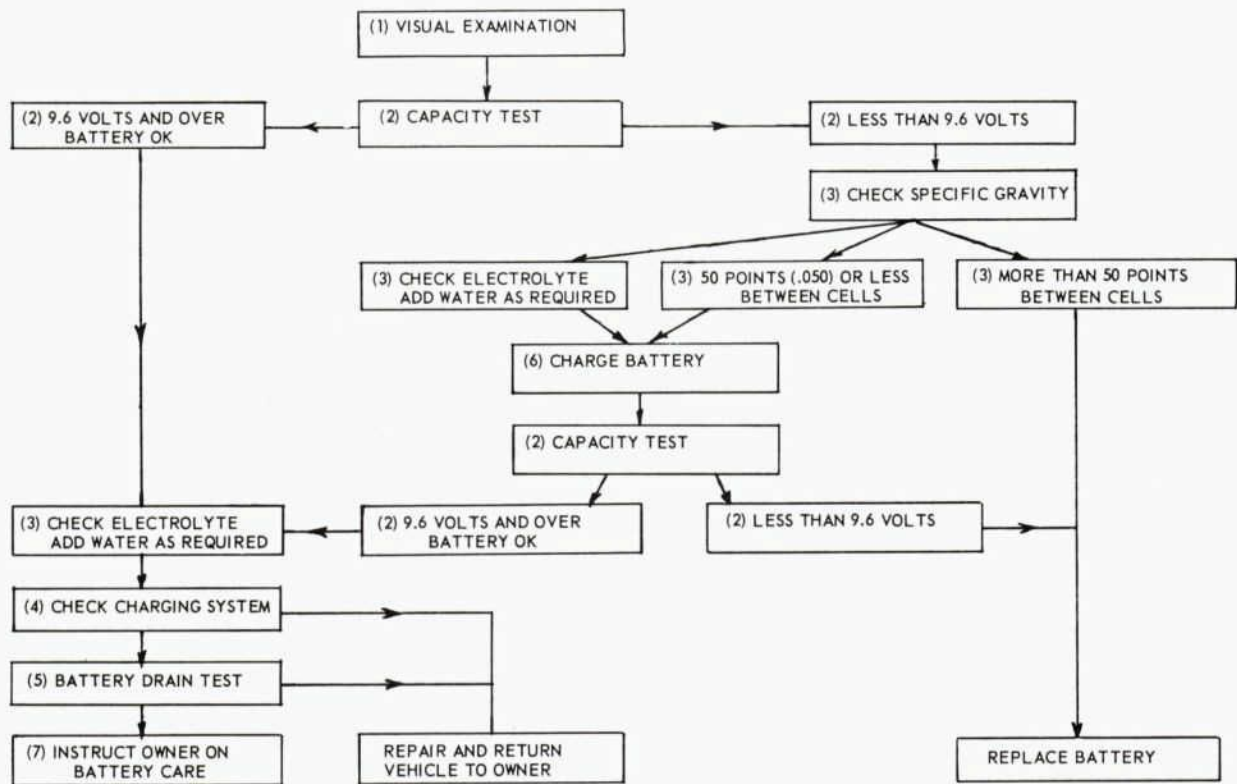 (1) VISUAL EXAMINATION
(2) 9.6 VOLTS AND OVER
BATTERY OK
(2) CAPACITY TEST
(2) LESS THAN 9.6 VOLTS
(3) CHECK SPECIFIC GRAVITY
(3) CHECK ELECTROLYTE
ADD WATER AS REQUIRED
(3) 50 POINTS (.050) OR LESS
BETWEEN CELLS
(3) MORE THAN 50 POINTS
BETWEEN CELLS
(6) CHARGE BATTERY
(2) CAPACITY TEST
(3) CHECK ELECTROLYTE
ADD WATER AS REQUIRED
(2) 9.6 VOLTS AND OVER
BATTERY OK
(2) LESS THAN 9.6 VOLTS
(4) CHECK CHARGING SYSTEM
(5) BATTERY DRAIN TEST
(7) INSTRUCT OWNER ON
BATTERY CARE
REPAIR AND RETURN
VEHICLE TO OWNER
REPLACE BATTERY